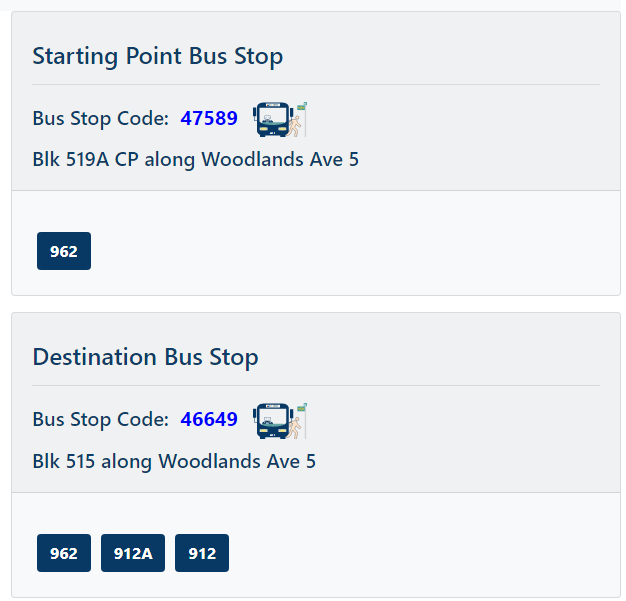 Starting Point Bus Stop
Bus Stop Code: 47589
Blk 519A CP along Woodlands Ave 5
962
Destination Bus Stop
Bus Stop Code: 46649
Blk 515 along Woodlands Ave 5
962 912A 912